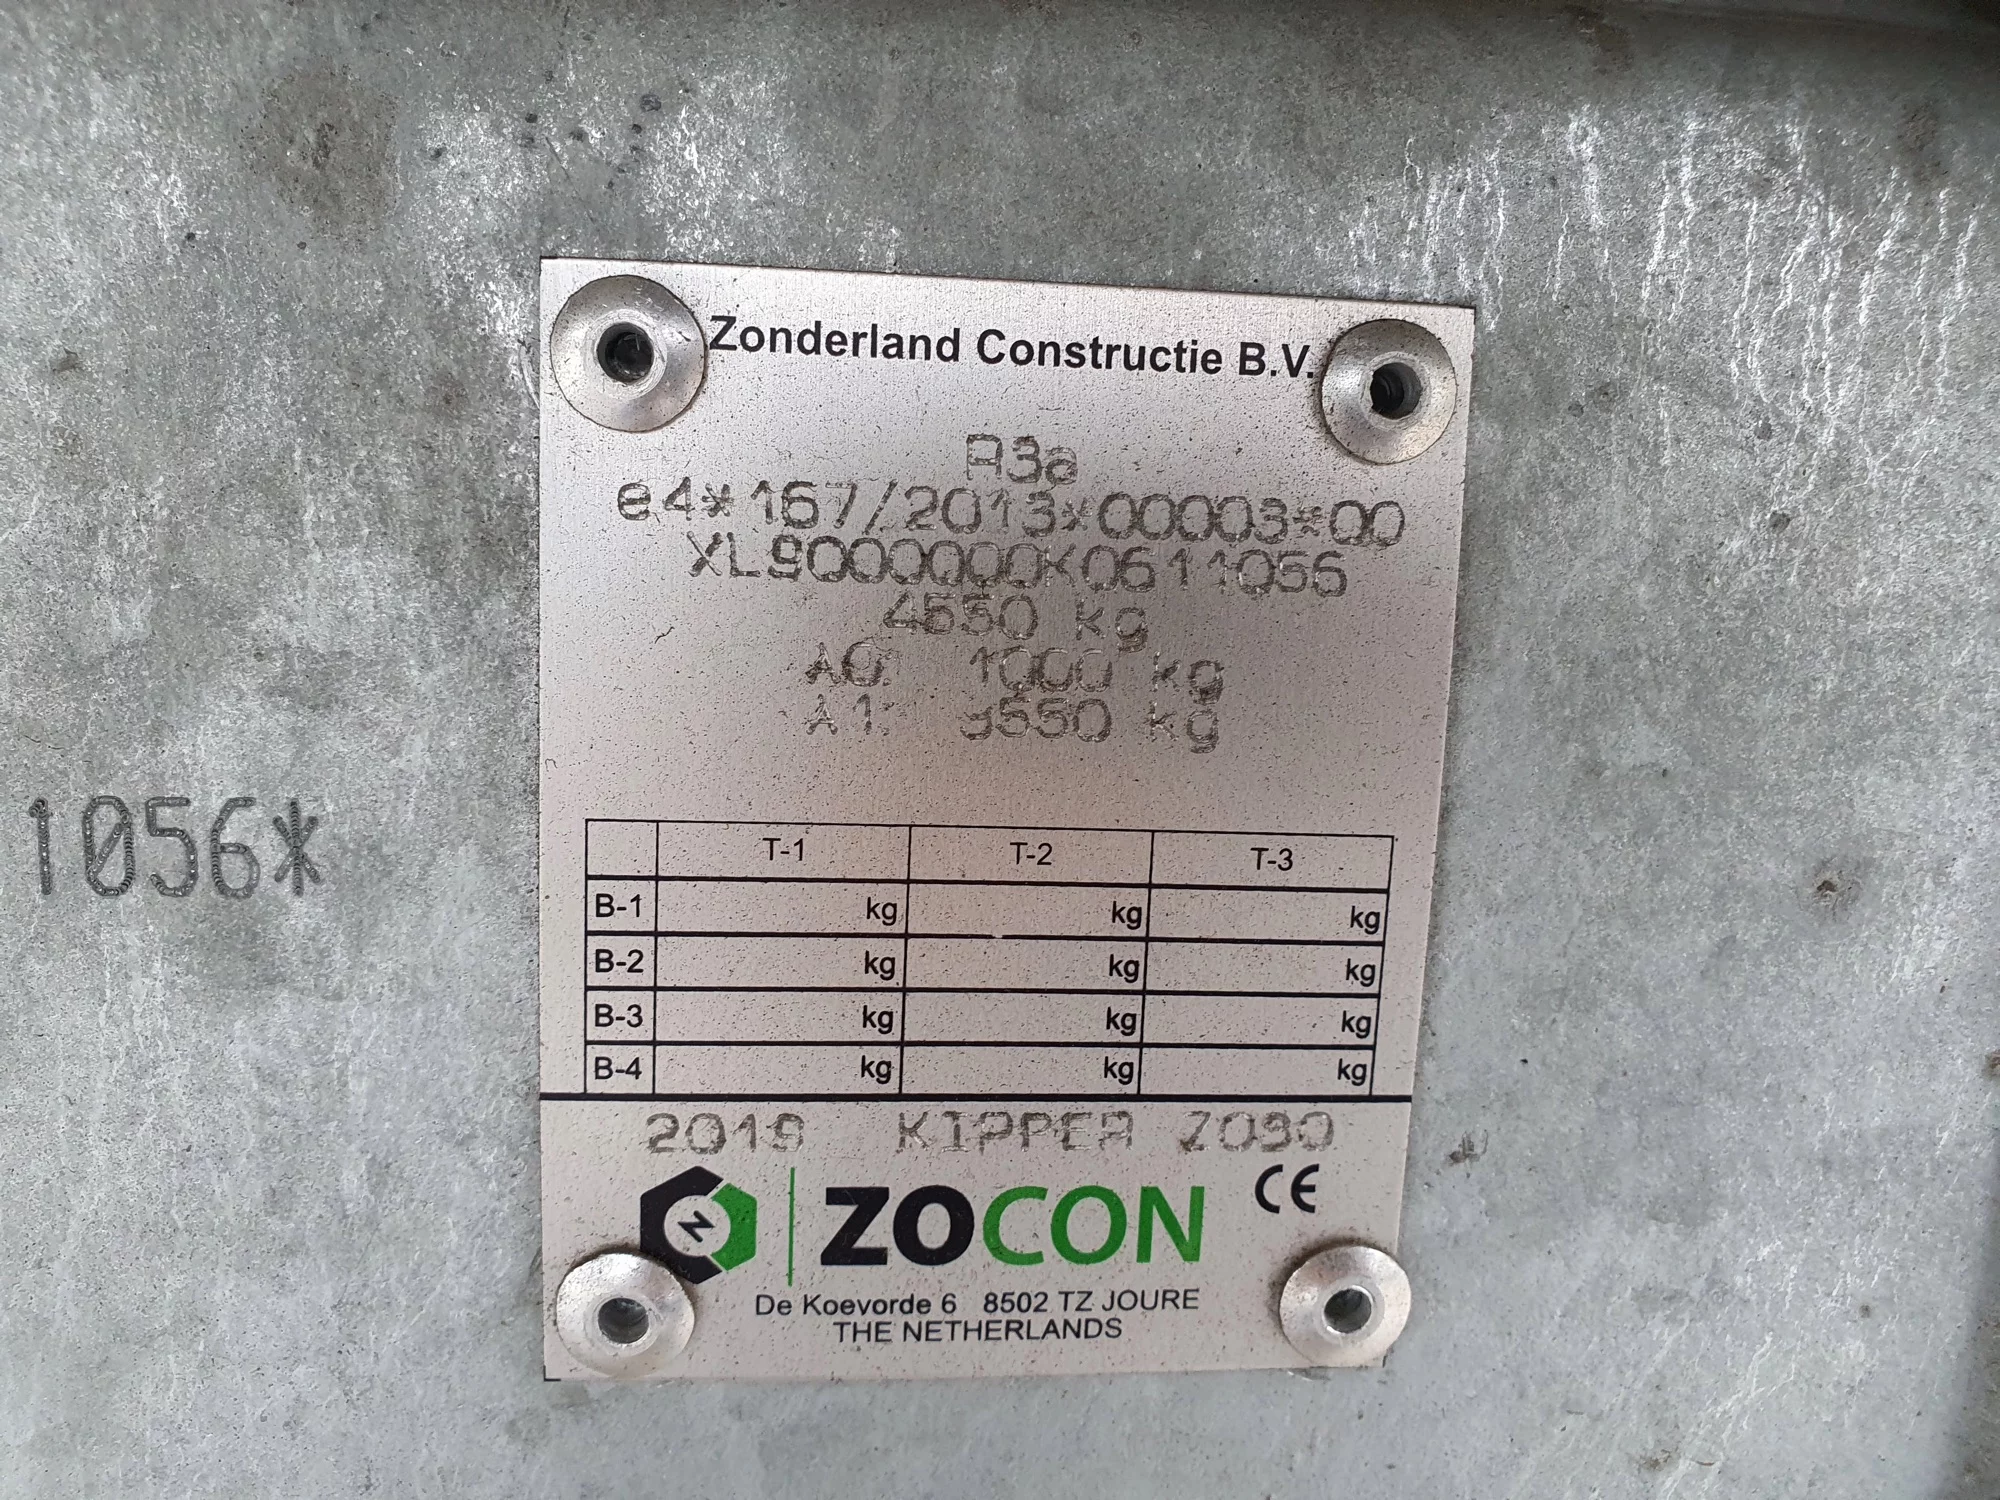 Zonderland Constructie B.V.
R3a
e4*167/2013*00003*00
XL9000000K0611056
4550 kg
A0: 1000 kg
A1: 3550 kg
1056*
T-1 T-2 T-3
B-1 kg kg kg
B-2 kg kg kg
B-3 kg kg kg
B-4 kg kg kg
2019 KIPPER Z090
Z ZOCON CE
De Koevorde 6 8502 TZ JOURE
THE NETHERLANDS